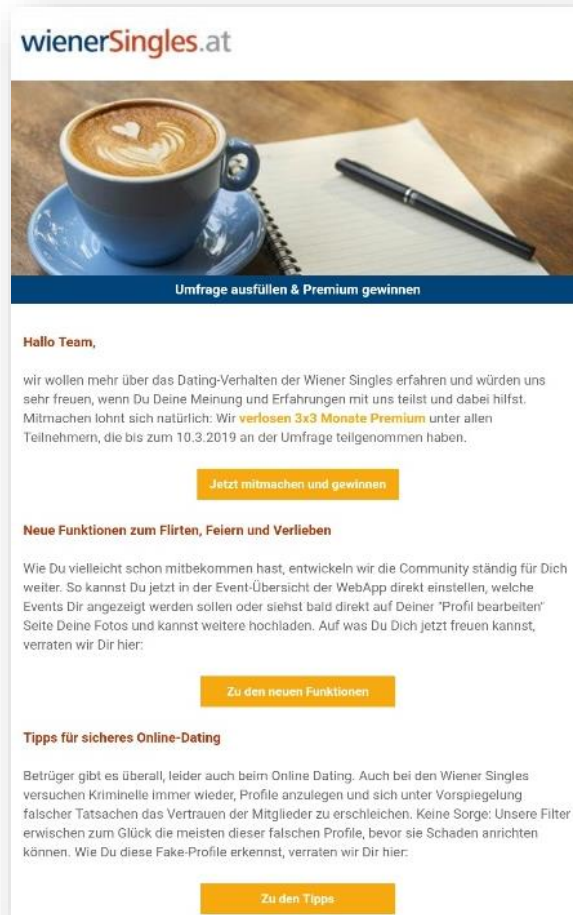 wienerSingles.at
Umfrage ausfüllen & Premium gewinnen
Hallo Team,
wir wollen mehr über das Dating-Verhalten der Wiener Singles erfahren und würden uns
sehr freuen, wenn Du Deine Meinung und Erfahrungen mit uns teilst und dabei hilfst.
Mitmachen lohnt sich natürlich: Wir verlosen 3x3 Monate Premium unter allen
Teilnehmern, die bis zum 10.3.2019 an der Umfrage teilgenommen haben.
Jetzt mitmachen und gewinnen
Neue Funktionen zum Flirten, Feiern und Verlieben
Wie Du vielleicht schon mitbekommen hast, entwickeln wir die Community ständig für Dich
weiter. So kannst Du jetzt in der Event-Übersicht der WebApp direkt einstellen, welche
Events Dir angezeigt werden sollen oder siehst bald direkt auf Deiner "Profil bearbeiten"
Seite Deine Fotos und kannst weitere hochladen. Auf was Du Dich jetzt freuen kannst,
verraten wir Dir hier:
Zu den neuen Funktionen
Tipps für sicheres Online-Dating
Betrüger gibt es überall, leider auch beim Online Dating. Auch bei den Wiener Singles
versuchen Kriminelle immer wieder, Profile anzulegen und sich unter Vorspiegelung
falscher Tatsachen das Vertrauen der Mitglieder zu erschleichen. Keine Sorge: Unsere Filter
erwischen zum Glück die meisten dieser falschen Profile, bevor sie Schaden anrichten
können. Wie Du diese Fake-Profile erkennst, verraten wir Dir hier:
Zu den Tipps